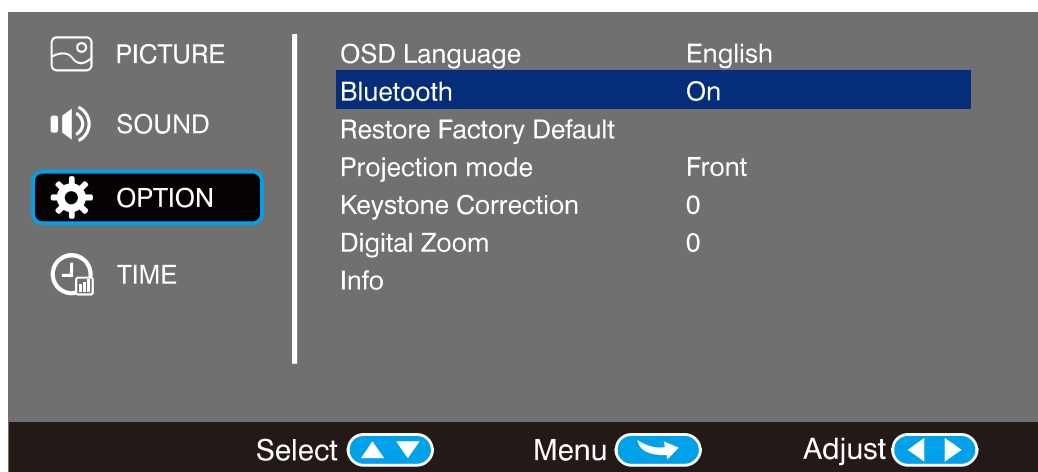 PICTURE
SOUND
OPTION
TIME
OSD Language English
Bluetooth On
Restore Factory Default
Projection mode Front
Keystone Correction 0
Digital Zoom 0
Info
Select Menu Adjust